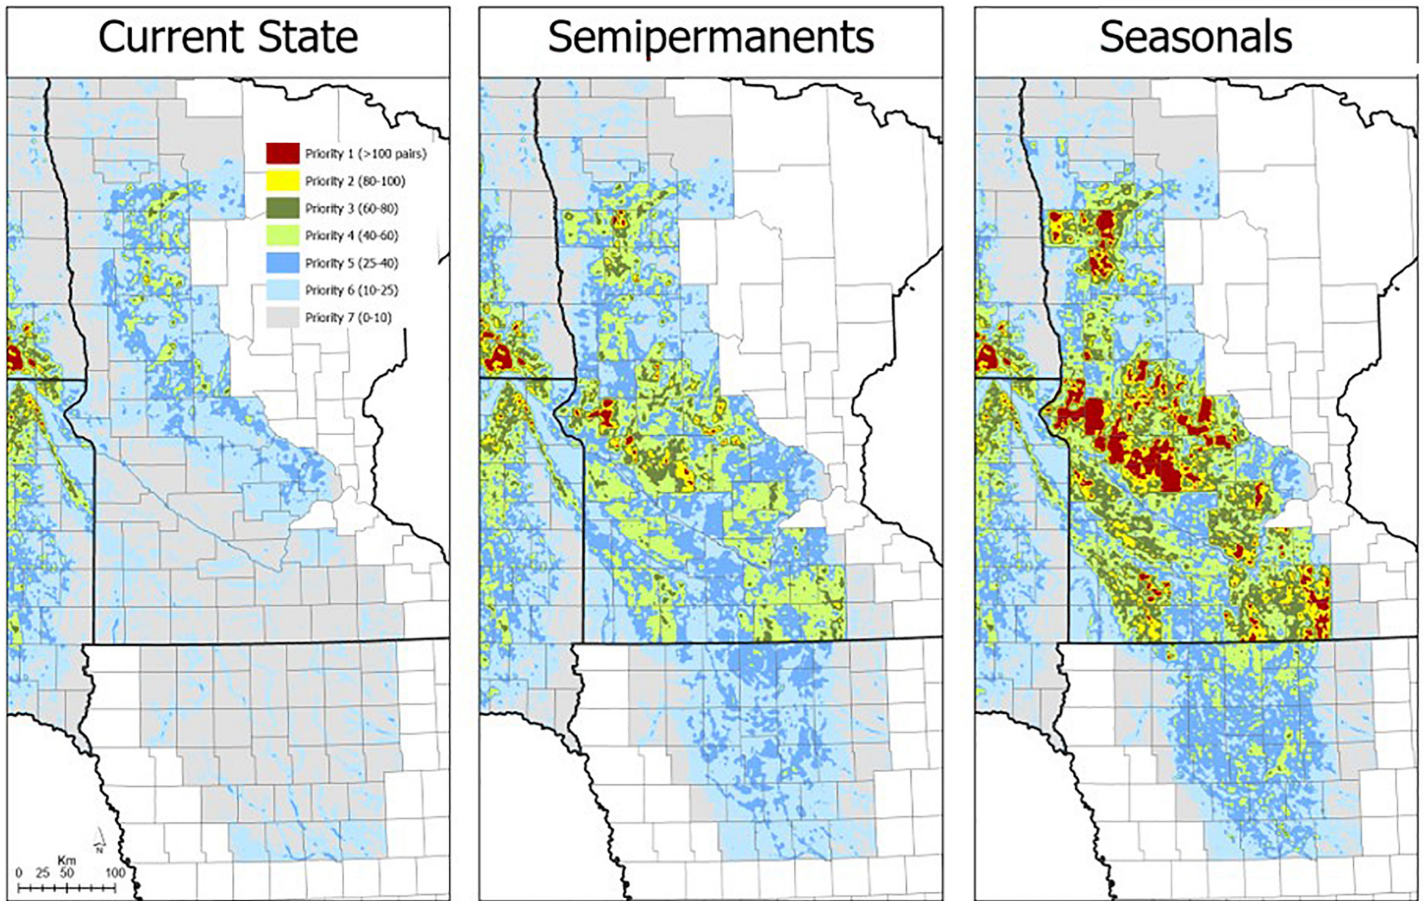 Current State
Semipermanents
Seasonals
Priority 1 (>100 pairs)
Priority 2 (80-100)
Priority 3 (60-80)
Priority 4 (40-60)
Priority 5 (25-40)
Priority 6 (10-25)
Priority 7 (0-10)
N
Km
0 25 50 100